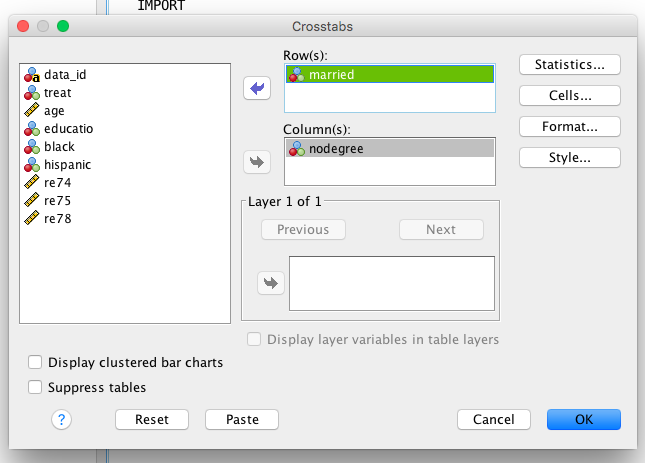 IMPORT
Crosstabs
data_id
treat
age
educatio
black
hispanic
re74
re75
re78
Row(s):
married
Column(s):
nodegree
Layer 1 of 1
Previous Next
Display layer variables in table layers
Statistics...
Cells...
Format...
Style...
Display clustered bar charts
Suppress tables
? Reset Paste Cancel OK